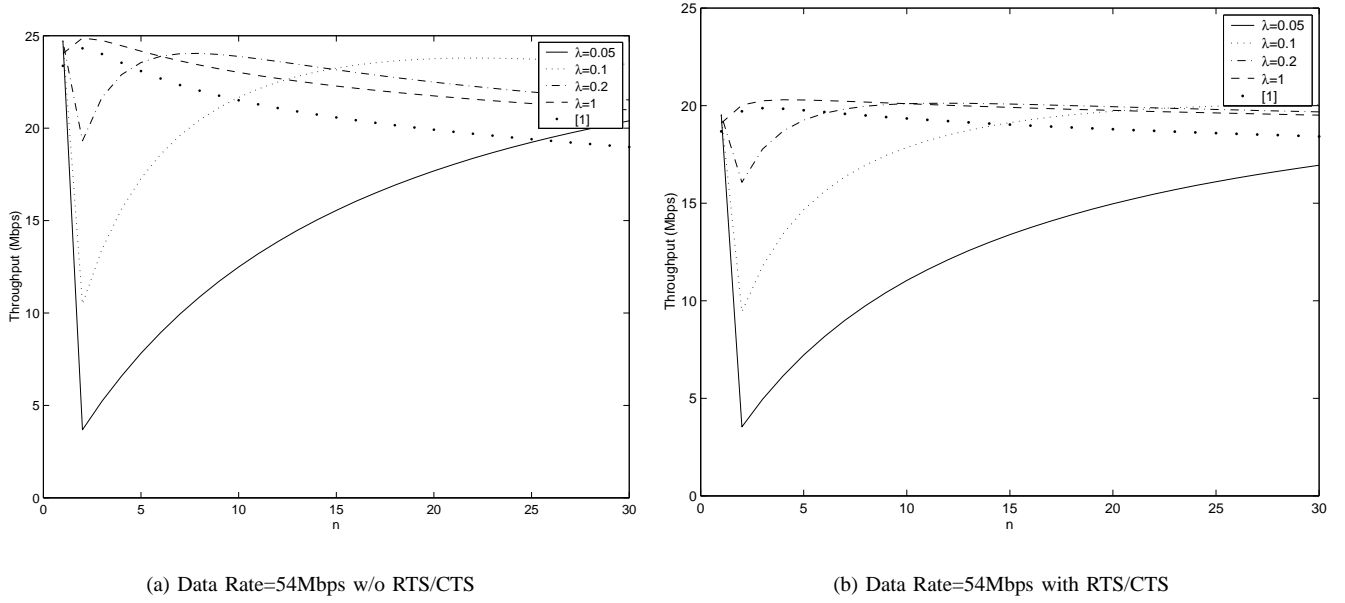 25
20
15
10
5
0
Throughput (Mbps)
0 5 10 15 20 25 30
n
λ=0.05
λ=0.1
λ=0.2
λ=1
[1]
(a) Data Rate=54Mbps w/o RTS/CTS
25
20
15
10
5
0
Throughput (Mbps)
0 5 10 15 20 25 30
n
λ=0.05
λ=0.1
λ=0.2
λ=1
[1]
(b) Data Rate=54Mbps with RTS/CTS